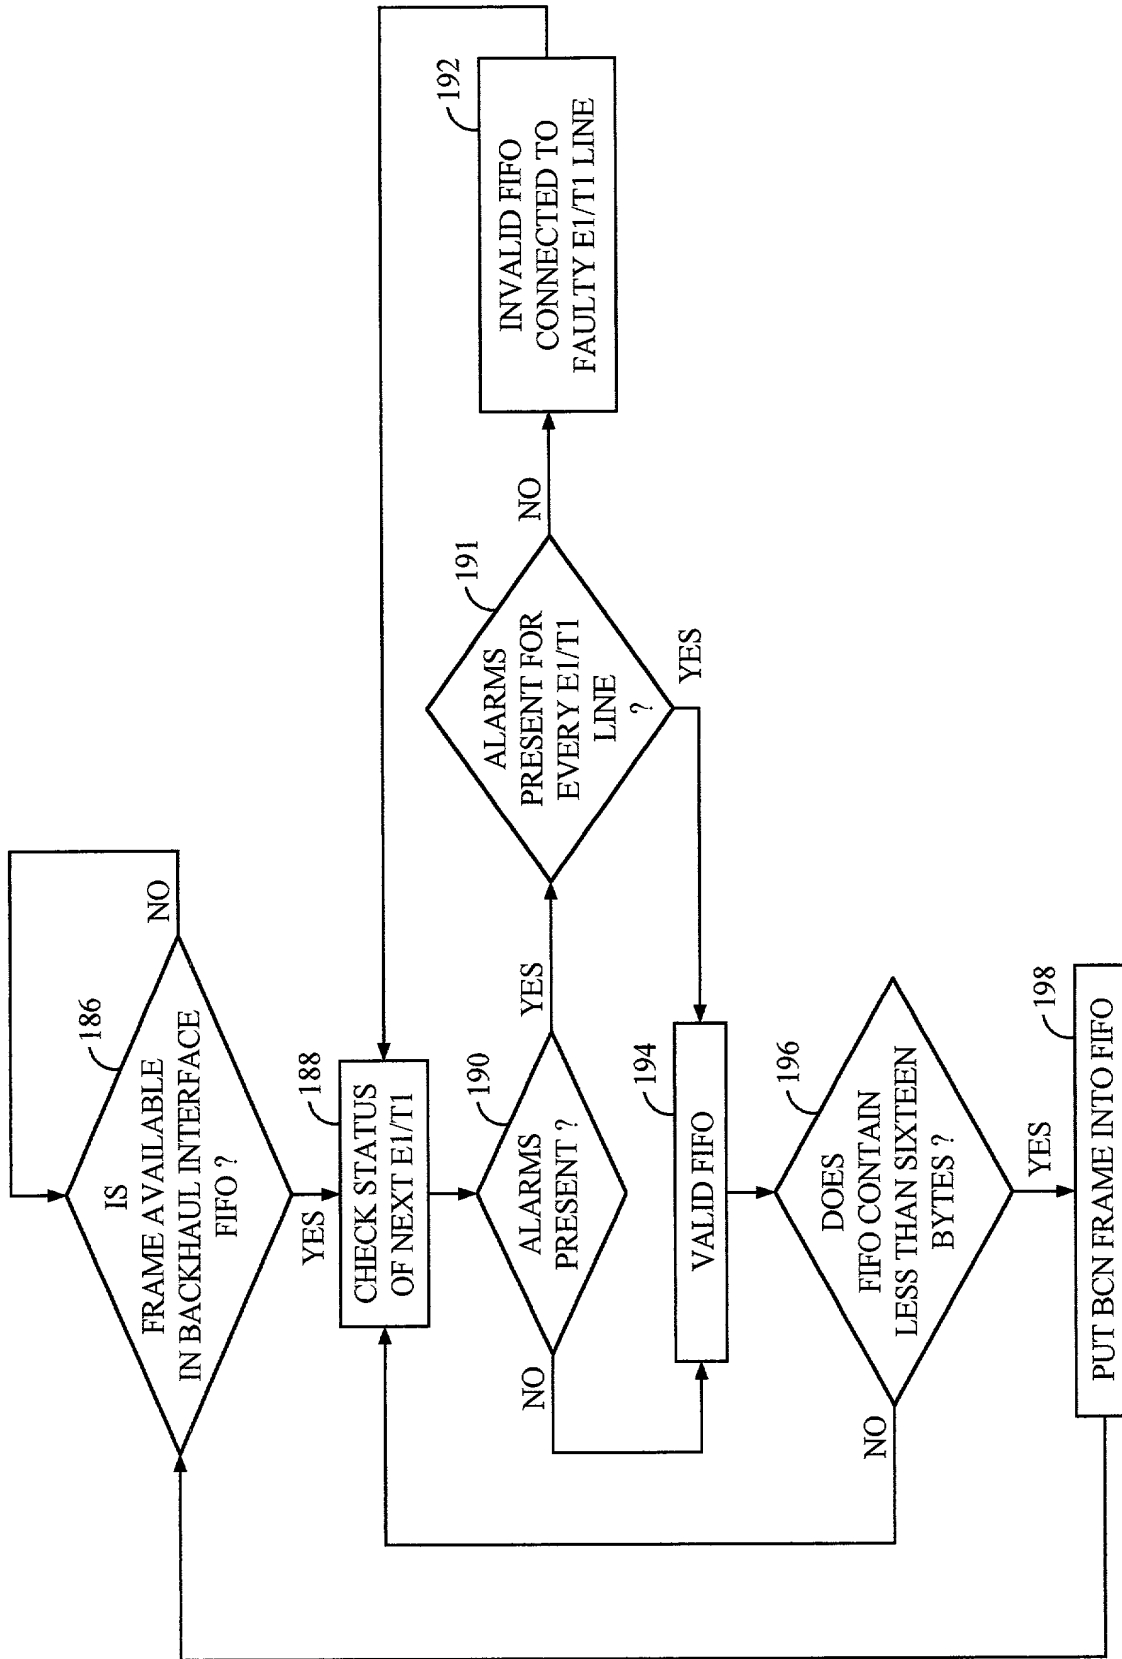 186
IS
FRAME AVAILABLE
IN BACKHAUL INTERFACE
FIFO ?
NO
YES
188
CHECK STATUS
OF NEXT E1/T1
190
ALARMS
PRESENT ?
YES
NO
191
ALARMS
PRESENT FOR
EVERY E1/T1
LINE
?
NO
YES
192
INVALID FIFO
CONNECTED TO
FAULTY E1/T1 LINE
194
VALID FIFO
196
DOES
FIFO CONTAIN
LESS THAN SIXTEEN
BYTES ?
NO
YES
198
PUT BCN FRAME INTO FIFO